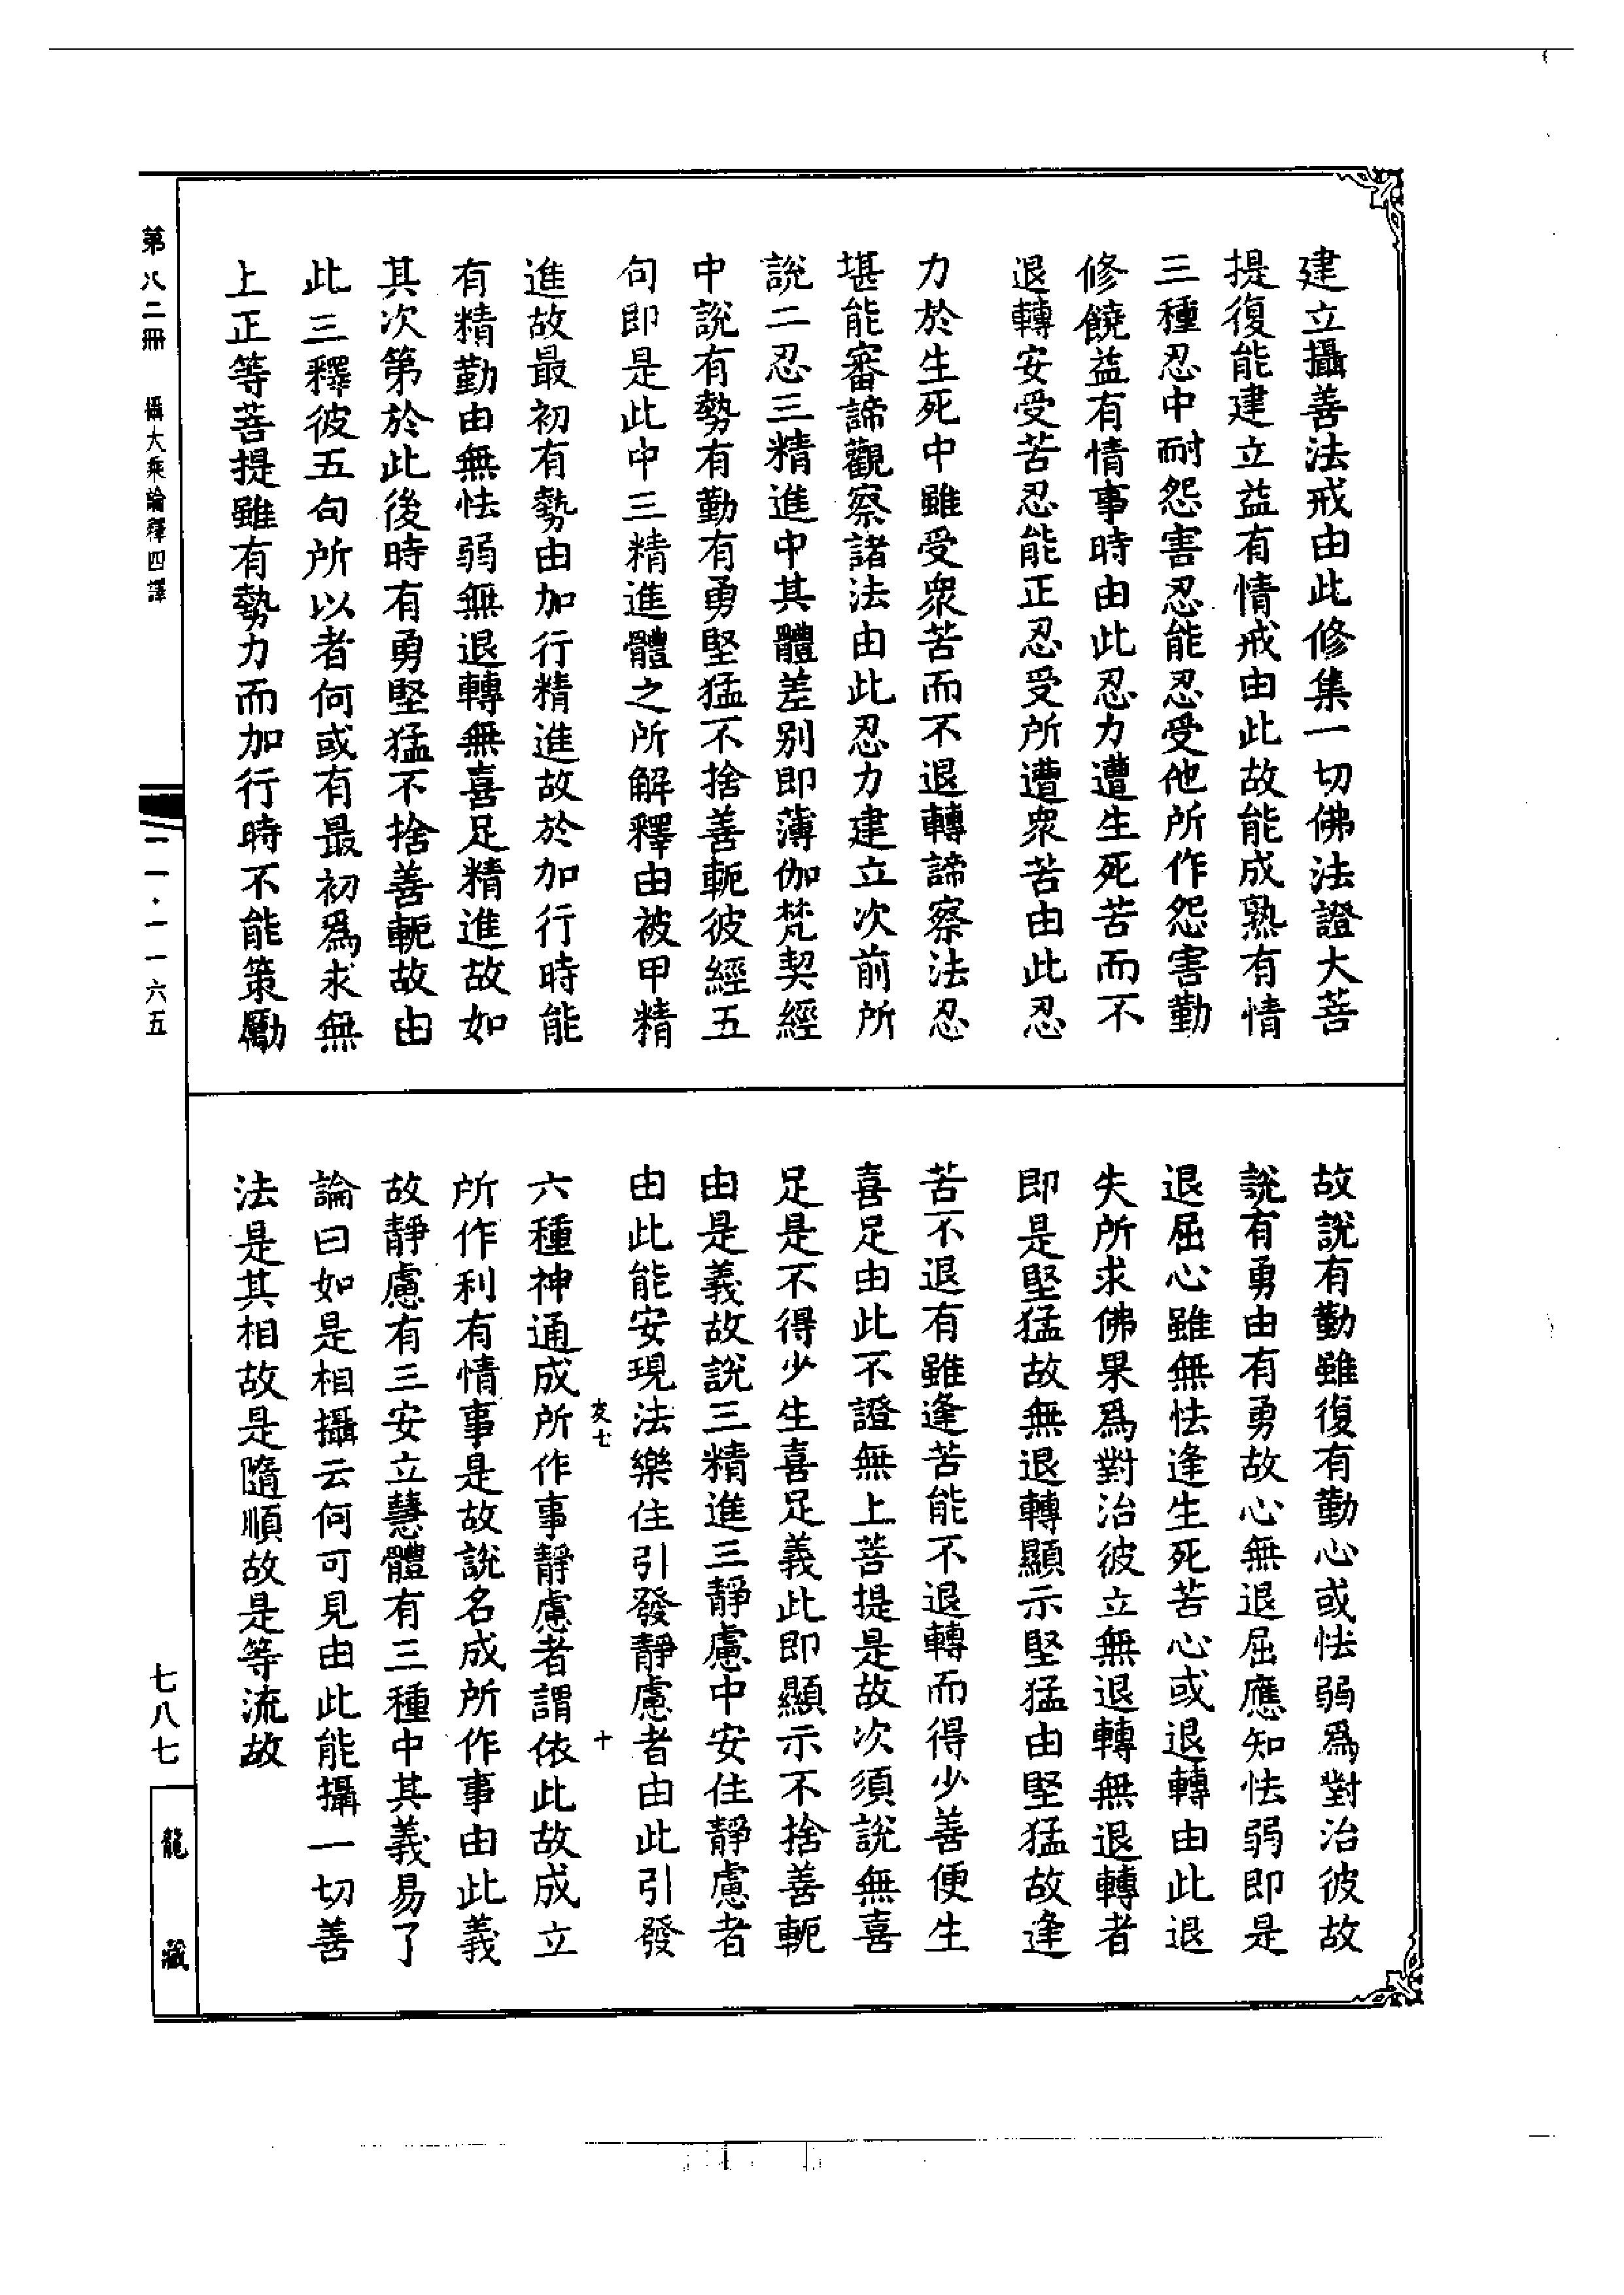 建立攝善法戒由此修集一切佛法證大菩
提復能建立益有情戒由此故能成熟有情
三種忍中耐怨害忍能忍受他所作怨害勤
修饒益有情事時由此忍力遭生死苦而不
退轉安受苦忍能正忍受所遭衆苦由此忍
力於生死中雖受衆苦而不退轉諦察法忍
堪能審諦觀察諸法由此忍力建立次前所
說二忍三精進中其體差別即薄伽梵契經
中說有勢有勤有勇堅猛不捨善軛彼經五
句即是此中三精進體之所解釋由被甲精
進故最初有勢由加行精進故於加行時能
有精勤由無怯弱無退轉無喜足精進故如
其次第於此後時有勇堅猛不捨善軛故由
此三釋彼五句所以者何或有最初爲求無
上正等菩提雖有勢力而加行時不能策勵
故說有勤雖復有勤心或怯弱爲對治彼故
說有勇由有勇故心無退屈應知怯弱即是
退屈心雖無怯逢生死苦心或退轉由此退
失所求佛果爲對治彼立無退轉無退轉者
即是堅猛故無退轉顯示堅猛由堅猛故逢
苦不退有雖逢苦能不退轉而得少善便生
喜足由此不證無上菩提是故次須說無喜
足是不得少生喜足義此即顯示不捨善軛
由是義故說三精進三靜慮中安住靜慮者
由此能安現法樂住引發靜慮者由此引發
六種神通成所作事靜慮者謂依此故成立
所作利有情事是故說名成所作事由此義
故靜慮有三安立慧體有三種中其義易了
論曰如是相攝云何可見由此能攝一切善
法是其相故是隨順故是等流故
友七
十
第八二冊 攝大乘論釋四譯
一一·一一六五
七八七
龍藏